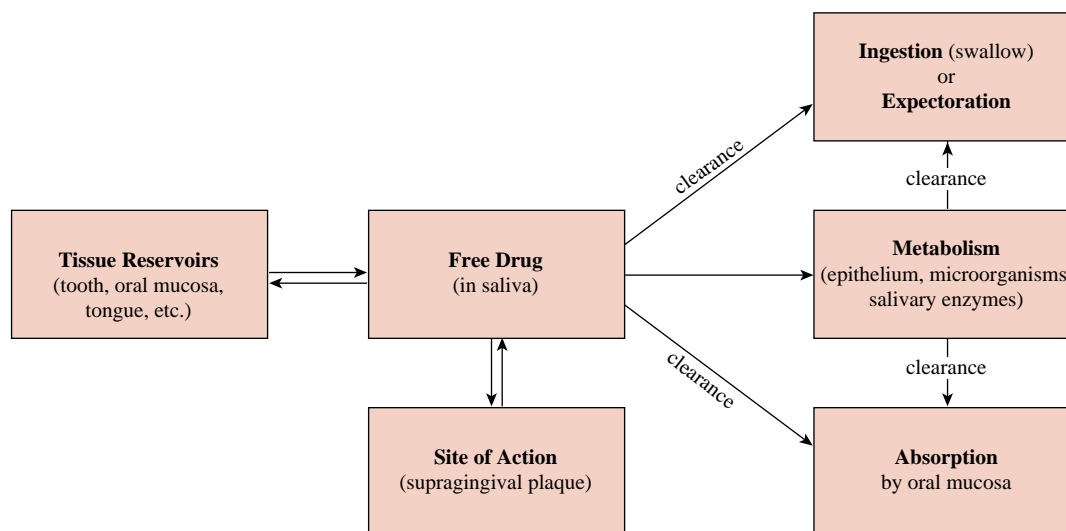 Ingestion (swallow)
or
Expectoration
clearance
clearance
Tissue Reservoirs
(tooth, oral mucosa,
tongue, etc.)
Free Drug
(in saliva)
Metabolism
(epithelium, microorganisms
salivary enzymes)
clearance
clearance
Site of Action
(supragingival plaque)
Absorption
by oral mucosa